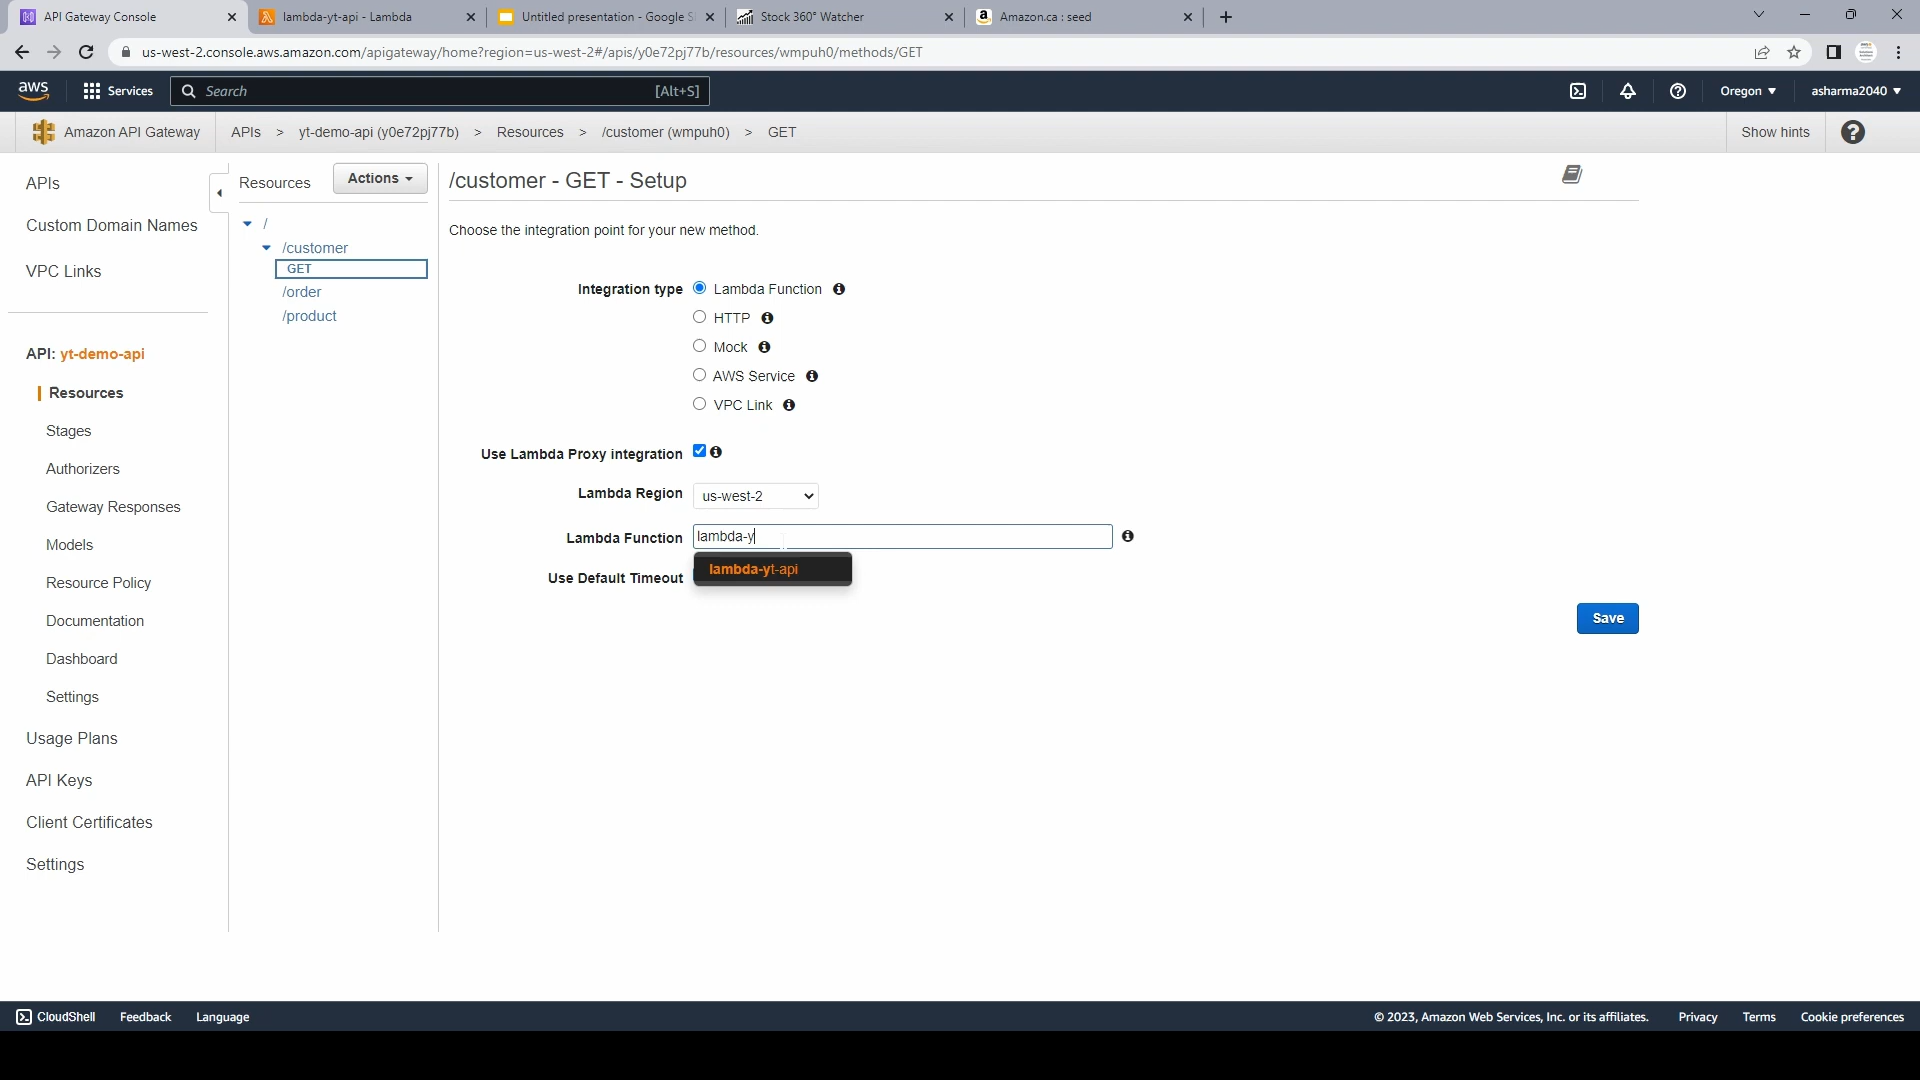 API Gateway Console
lambda-yt-api - Lambda
Untitled presentation - Google S
Stock 360° Watcher
Amazon.ca : seed
us-west-2.console.aws.amazon.com/apigateway/home?region=us-west-2#/apis/y0e72pj77b/resources/wmpuh0/methods/GET
aws
Services
Search
[Alt+S]
Oregon
asharma2040
Amazon API Gateway
APIs > yt-demo-api (y0e72pj77b) > Resources > /customer (wmpuh0) > GET
Show hints
APIs
Custom Domain Names
VPC Links
API: yt-demo-api
Resources
Stages
Authorizers
Gateway Responses
Models
Resource Policy
Documentation
Dashboard
Settings
Usage Plans
API Keys
Client Certificates
Settings
Resources
Actions
/
/customer
GET
/order
/product
/customer - GET - Setup
Choose the integration point for your new method.
Integration type
Lambda Function
HTTP
Mock
AWS Service
VPC Link
Use Lambda Proxy integration
Lambda Region
us-west-2
Lambda Function
lambda-y
lambda-yt-api
Use Default Timeout
Save
CloudShell
Feedback
Language
© 2023, Amazon Web Services, Inc. or its affiliates.
Privacy
Terms
Cookie preferences